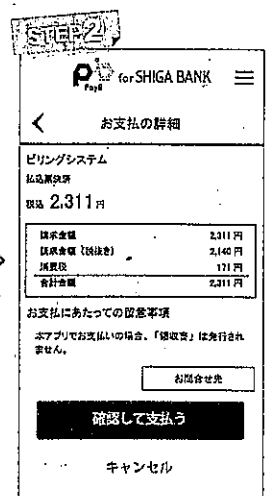 STEP2
PayB for SHIGA BANK
お支払の詳細
ビリングシステム
払込票決済
税込 2,311円
請求金額 2,311円
請求金額(税抜き) 2,140円
消費税 171円
合計金額 2,311円
お支払にあたっての留意事項
本アプリでお支払いの場合、「領収書」は発行され
ません。
お問合せ先
確認して支払う
キャンセル